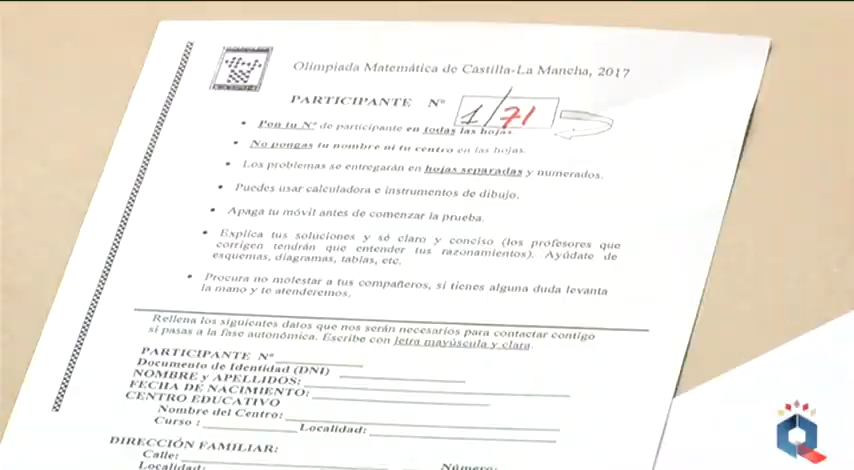 Olimpiada Matemática de Castilla-La Mancha, 2017
PARTICIPANTE Nº 1/71
• Pon tu Nº de participante en todas las hojas.
• No pongas tu nombre ni tu centro en las hojas.
• Los problemas se entregarán en hojas separadas y numerados.
• Puedes usar calculadora e instrumentos de dibujo.
• Apaga tu móvil antes de comenzar la prueba.
• Explica tus soluciones y sé claro y conciso (los profesores que
corrigen tendrán que entender tus razonamientos). Ayúdate de
esquemas, diagramas, tablas, etc.
• Procura no molestar a tus compañeros, si tienes alguna duda levanta
la mano y te atenderemos.
Rellena los siguientes datos que nos serán necesarios para contactar contigo
si pasas a la fase autonómica. Escribe con letra mayúscula y clara.
PARTICIPANTE Nº
Documento de Identidad (DNI)
NOMBRE y APELLIDOS:
FECHA DE NACIMIENTO:
CENTRO EDUCATIVO
Nombre del Centro:
Curso : Localidad:
DIRECCIÓN FAMILIAR:
Calle: Número:
Localidad: